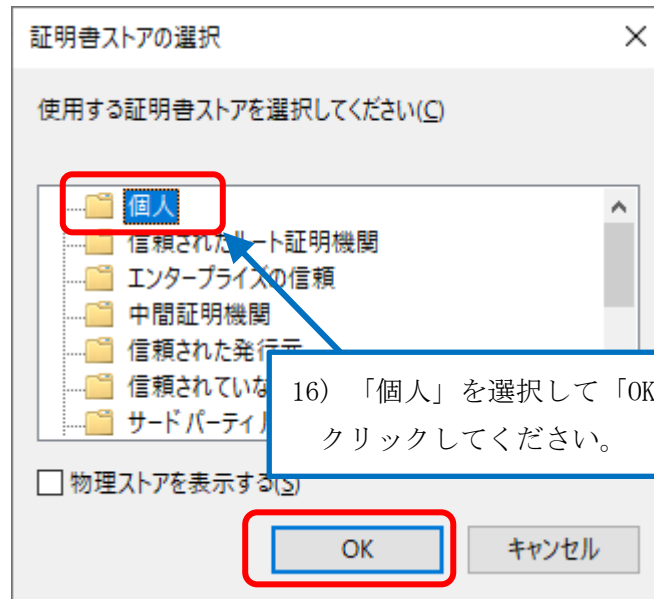 証明書ストアの選択
使用する証明書ストアを選択してください(C)
個人
信頼されたルート証明機関
エンタープライズの信頼
中間証明機関
信頼された発行元
信頼されていな
サード パーティ
16) 「個人」を選択して「OK
クリックしてください。
物理ストアを表示する(S)
OK
キャンセル